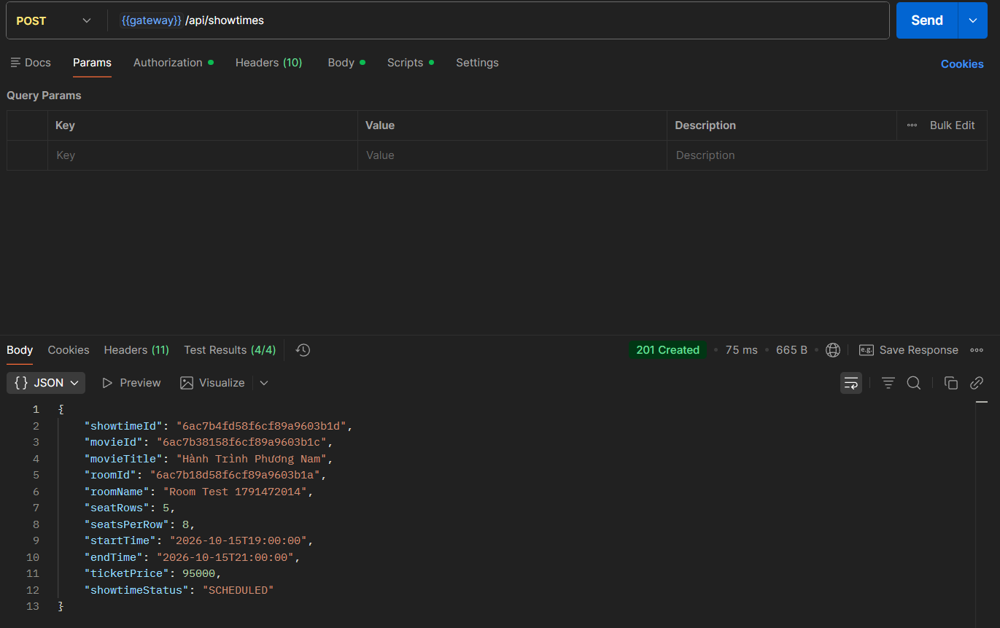 POST {{gateway}} /api/showtimes Send
Docs Params Authorization Headers (10) Body Scripts Settings Cookies
Query Params
Key Value Description Bulk Edit
Key Value Description
Body Cookies Headers (11) Test Results (4/4) 201 Created 75 ms 665 B e.g. Save Response
{} JSON Preview Visualize
1 {
2 "showtimeId": "6ac7b4fd58f6cf89a9603b1d",
3 "movieId": "6ac7b38158f6cf89a9603b1c",
4 "movieTitle": "Hành Trình Phương Nam",
5 "roomId": "6ac7b18d58f6cf89a9603b1a",
6 "roomName": "Room Test 1791472014",
7 "seatRows": 5,
8 "seatsPerRow": 8,
9 "startTime": "2026-10-15T19:00:00",
10 "endTime": "2026-10-15T21:00:00",
11 "ticketPrice": 95000,
12 "showtimeStatus": "SCHEDULED"
13 }